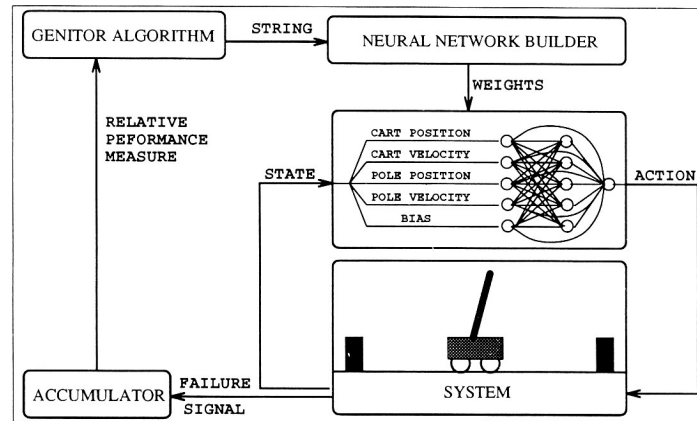 GENITOR ALGORITHM
STRING
NEURAL NETWORK BUILDER
WEIGHTS
RELATIVE
PEFORMANCE
MEASURE
CART POSITION
CART VELOCITY
STATE
POLE POSITION
ACTION
POLE VELOCITY
BIAS
ACCUMULATOR
FAILURE
SIGNAL
SYSTEM